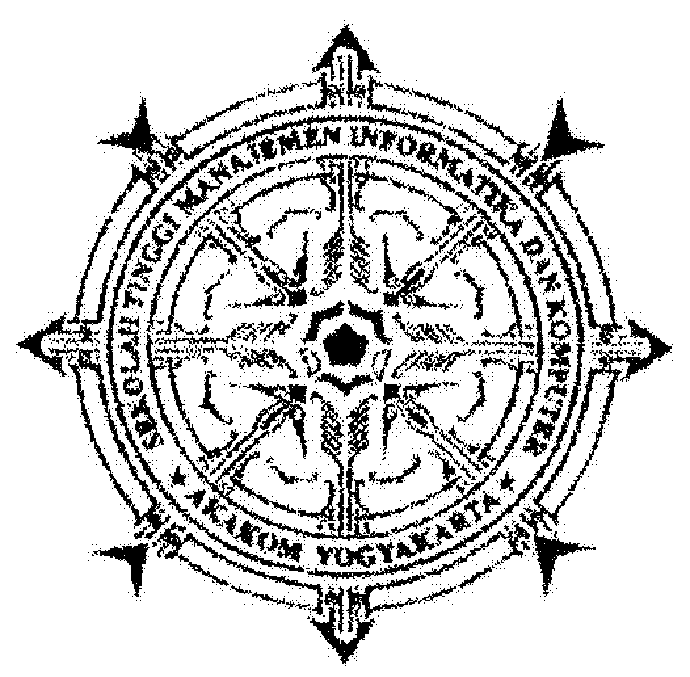 SEKOLAH TINGGI MANAJEMEN INFORMATIKA DAN KOMPUTER
★ AKAKOM YOGYAKARTA ★